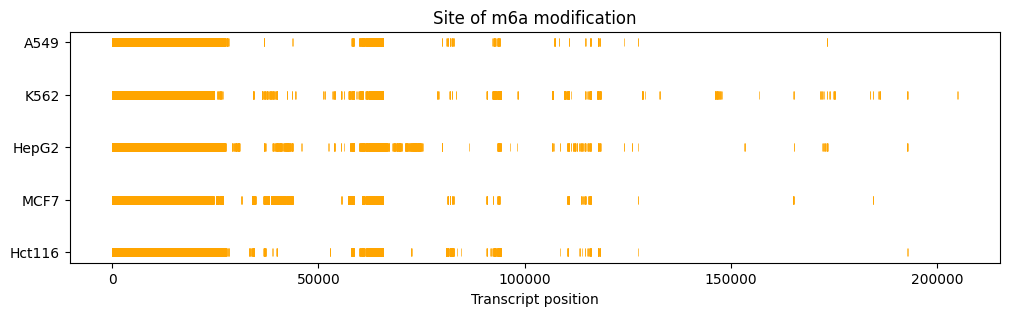 Site of m6a modification
A549
K562
HepG2
MCF7
Hct116
0 50000 100000 150000 200000
Transcript position